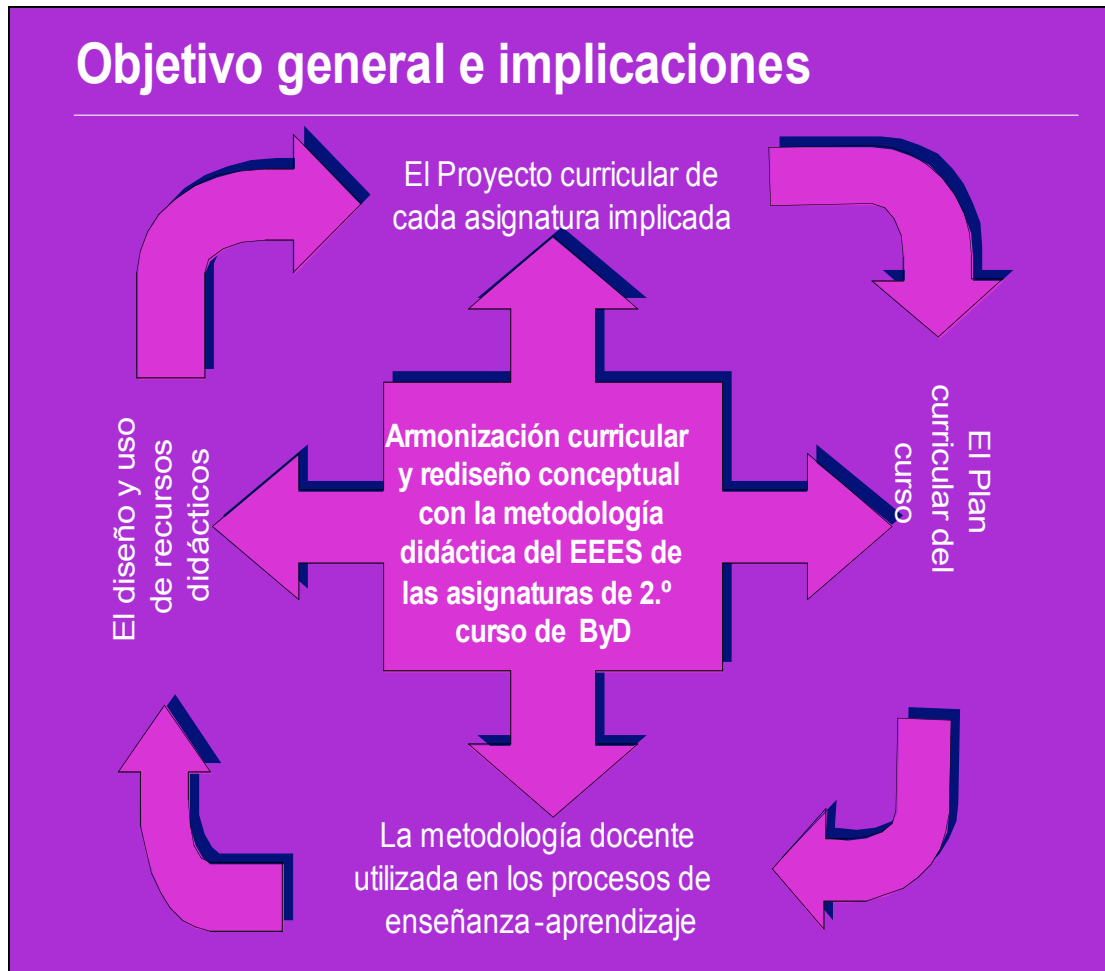 Objetivo general e implicaciones
El Proyecto curricular de
cada asignatura implicada
El Plan
curricular del
curso
Armonización curricular
y rediseño conceptual
con la metodología
didáctica del EEES de
las asignaturas de 2.º
curso de ByD
El diseño y uso
de recursos
didácticos
La metodología docente
utilizada en los procesos de
enseñanza-aprendizaje